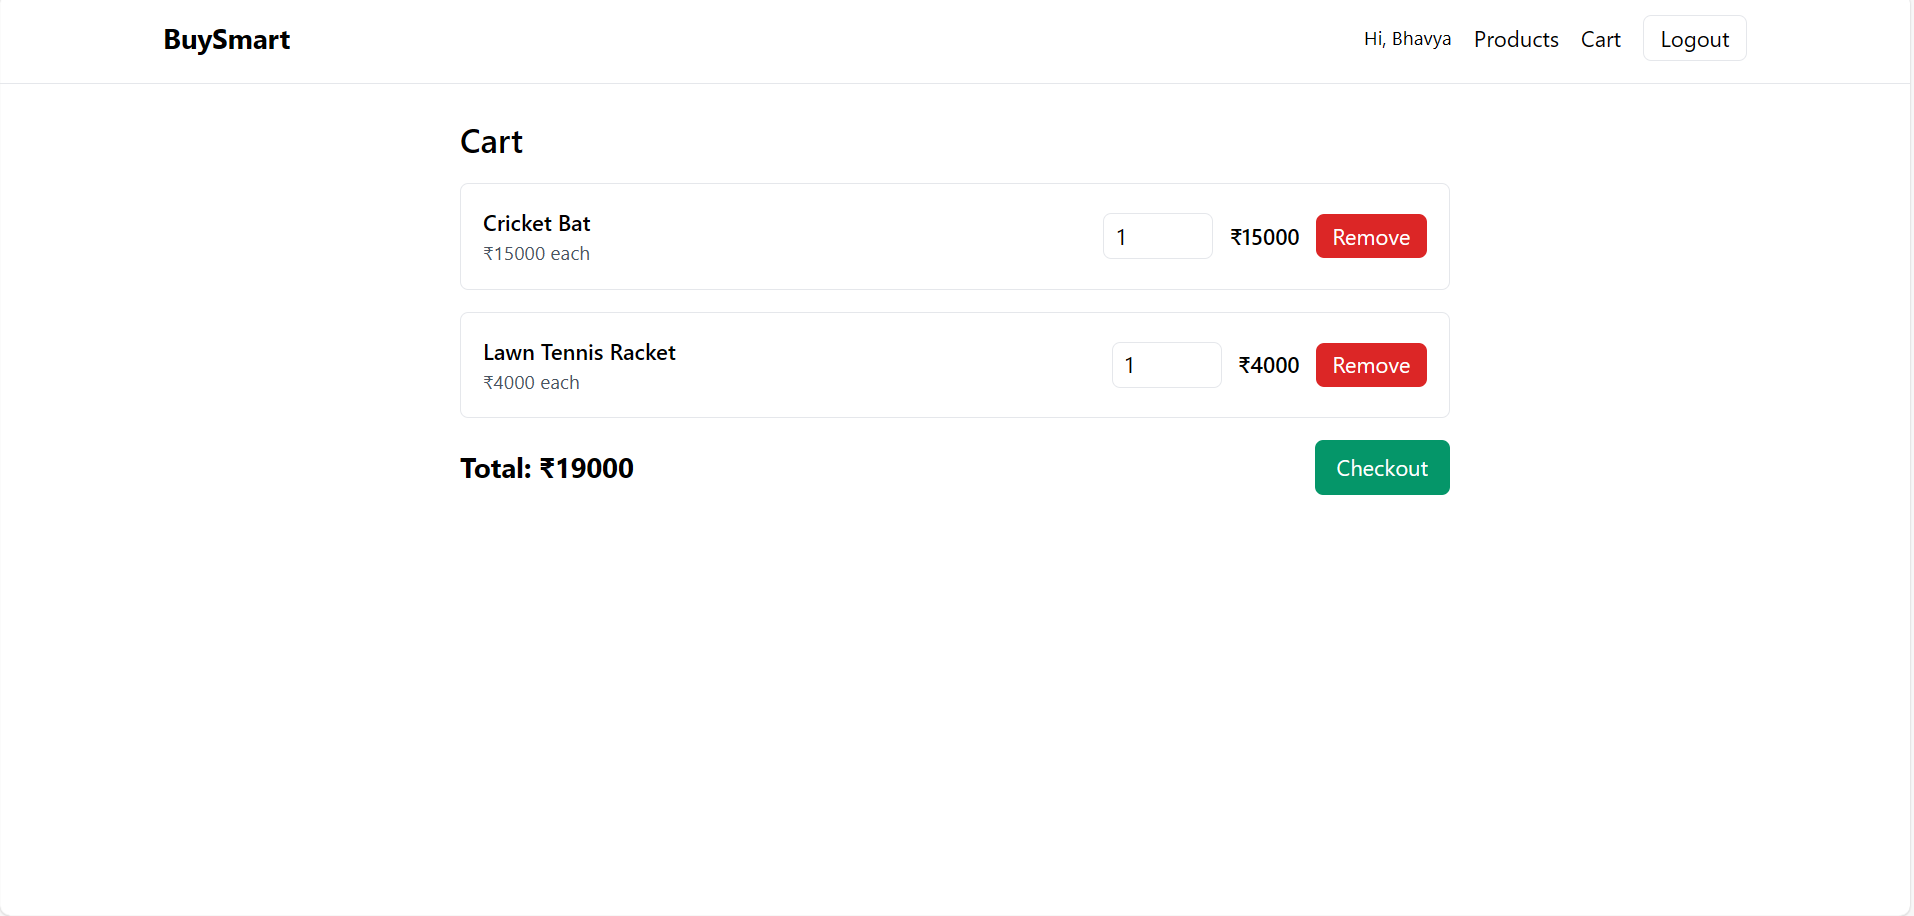 BuySmart
Hi, Bhavya Products Cart Logout
Cart
Cricket Bat
₹15000 each
1 ₹15000 Remove
Lawn Tennis Racket
₹4000 each
1 ₹4000 Remove
Total: ₹19000
Checkout